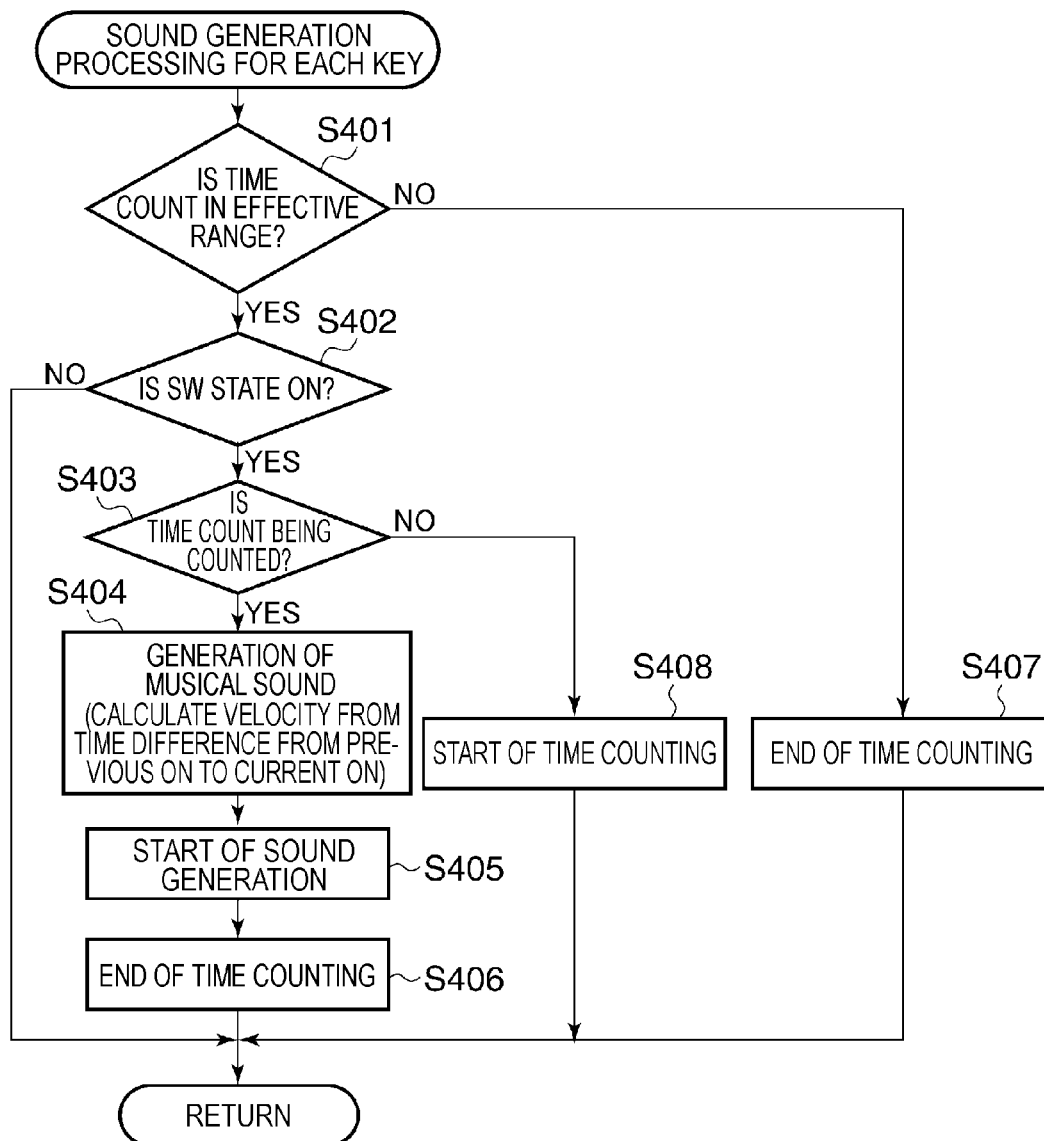 SOUND GENERATION
PROCESSING FOR EACH KEY
S401
IS TIME
COUNT IN EFFECTIVE
RANGE?
NO
YES
S402
NO
IS SW STATE ON?
YES
S403
IS
TIME COUNT BEING
COUNTED?
NO
YES
S404
GENERATION OF
MUSICAL SOUND
(CALCULATE VELOCITY FROM
TIME DIFFERENCE FROM PRE-
VIOUS ON TO CURRENT ON)
S408
START OF TIME COUNTING
S407
END OF TIME COUNTING
START OF SOUND
GENERATION
S405
END OF TIME COUNTING
S406
RETURN